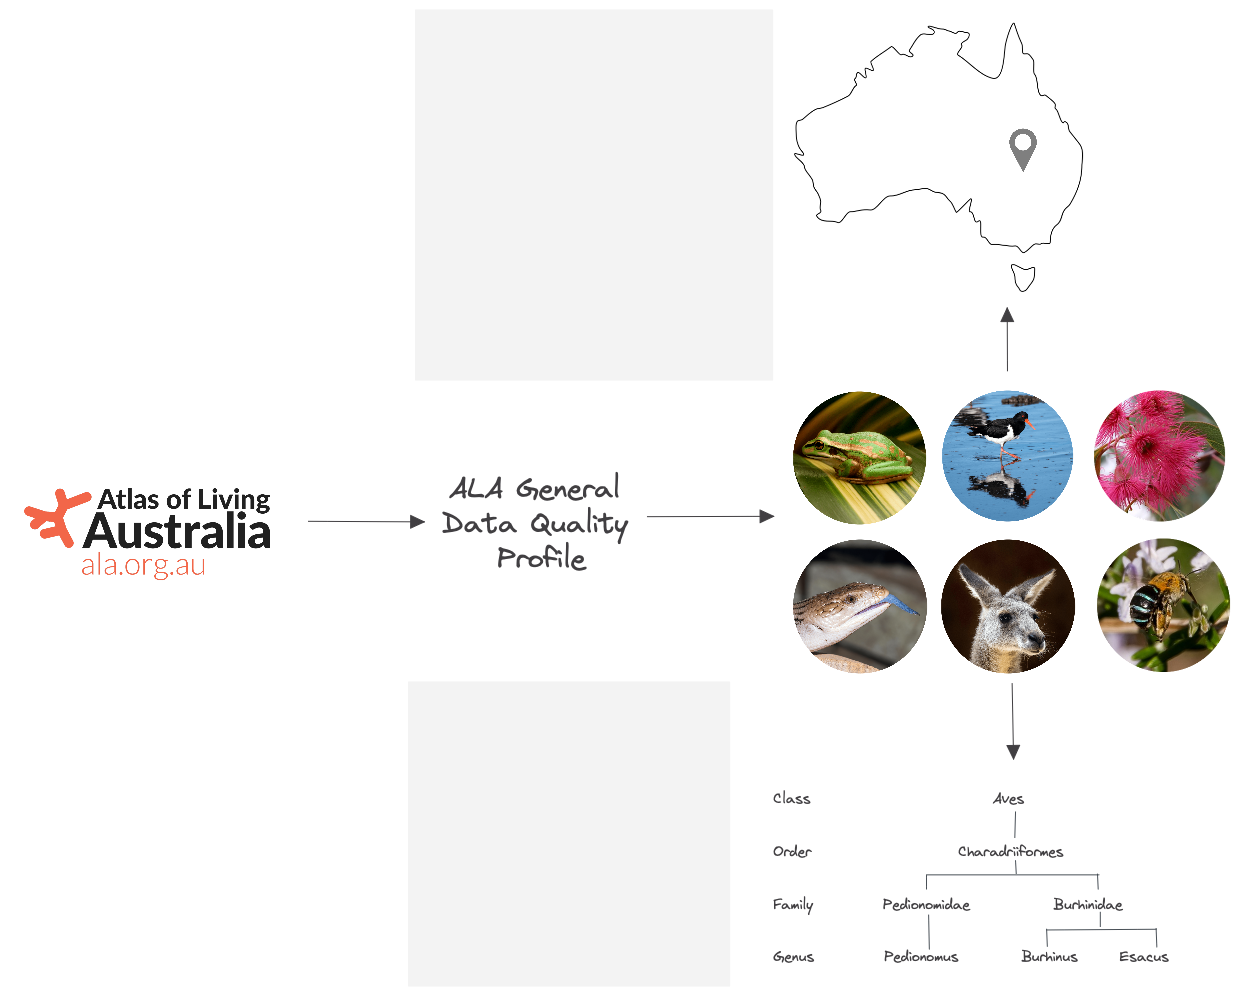 Atlas of Living
Australia
ala.org.au
ALA General
Data Quality
Profile
Class Aves
Order Charadriiformes
Family Pedionomidae Burhinidae
Genus Pedionomus Burhinus Esacus